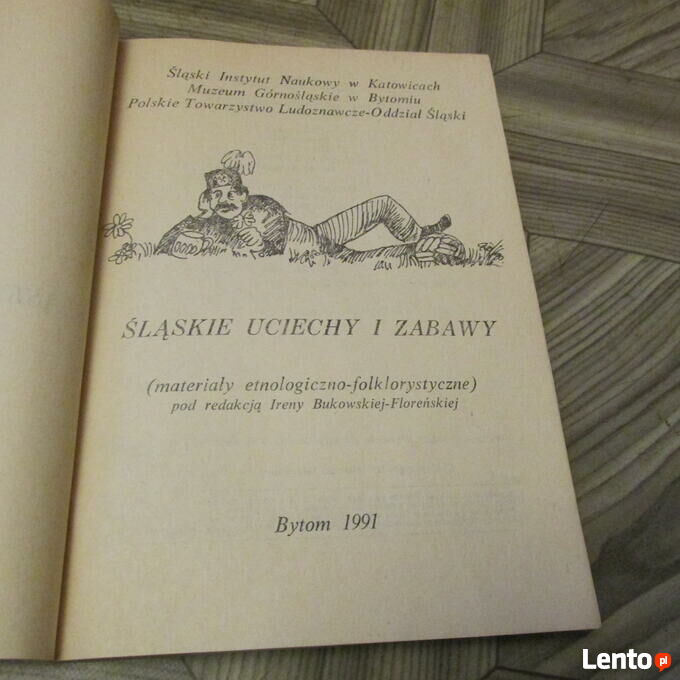 Śląski Instytut Naukowy w Katowicach
Muzeum Górnośląskie w Bytomiu
Polskie Towarzystwo Ludoznawcze-Oddział Śląski
ŚLĄSKIE UCIECHY I ZABAWY
(materiały etnologiczno-folklorystyczne)
pod redakcją Ireny Bukowskiej-Floreńskiej
Bytom 1991
Lento.pl